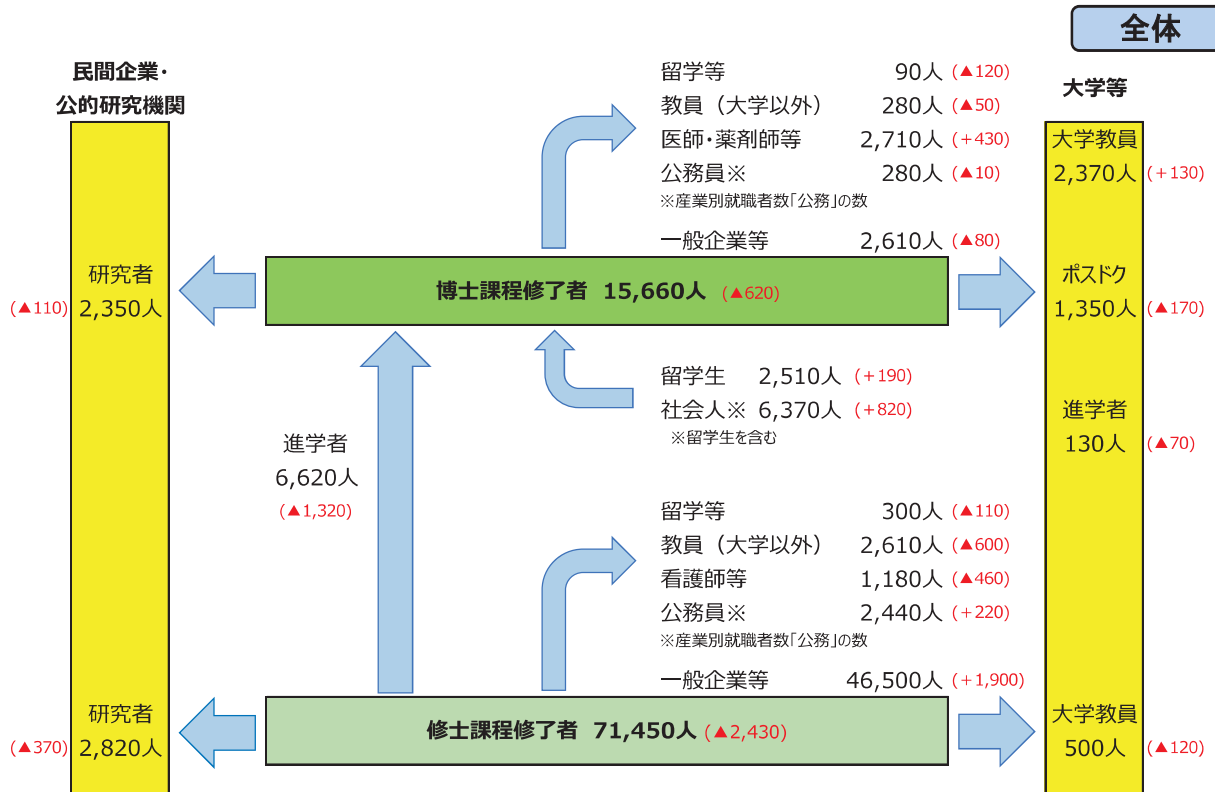 全体
民間企業・
公的研究機関
大学等
留学等 90人 (▲120)
教員（大学以外） 280人 (▲50)
医師・薬剤師等 2,710人 (+430)
公務員※ 280人 (▲10)
※産業別就職者数「公務」の数
一般企業等 2,610人 (▲80)
大学教員
2,370人 (+130)
研究者
(▲110) 2,350人
博士課程修了者 15,660人 (▲620)
ポスドク
1,350人 (▲170)
留学生 2,510人 (+190)
社会人※ 6,370人 (+820)
※留学生を含む
進学者
6,620人
(▲1,320)
進学者
130人 (▲70)
留学等 300人 (▲110)
教員（大学以外） 2,610人 (▲600)
看護師等 1,180人 (▲460)
公務員※ 2,440人 (+220)
※産業別就職者数「公務」の数
一般企業等 46,500人 (+1,900)
研究者
(▲370) 2,820人
修士課程修了者 71,450人 (▲2,430)
大学教員
500人 (▲120)